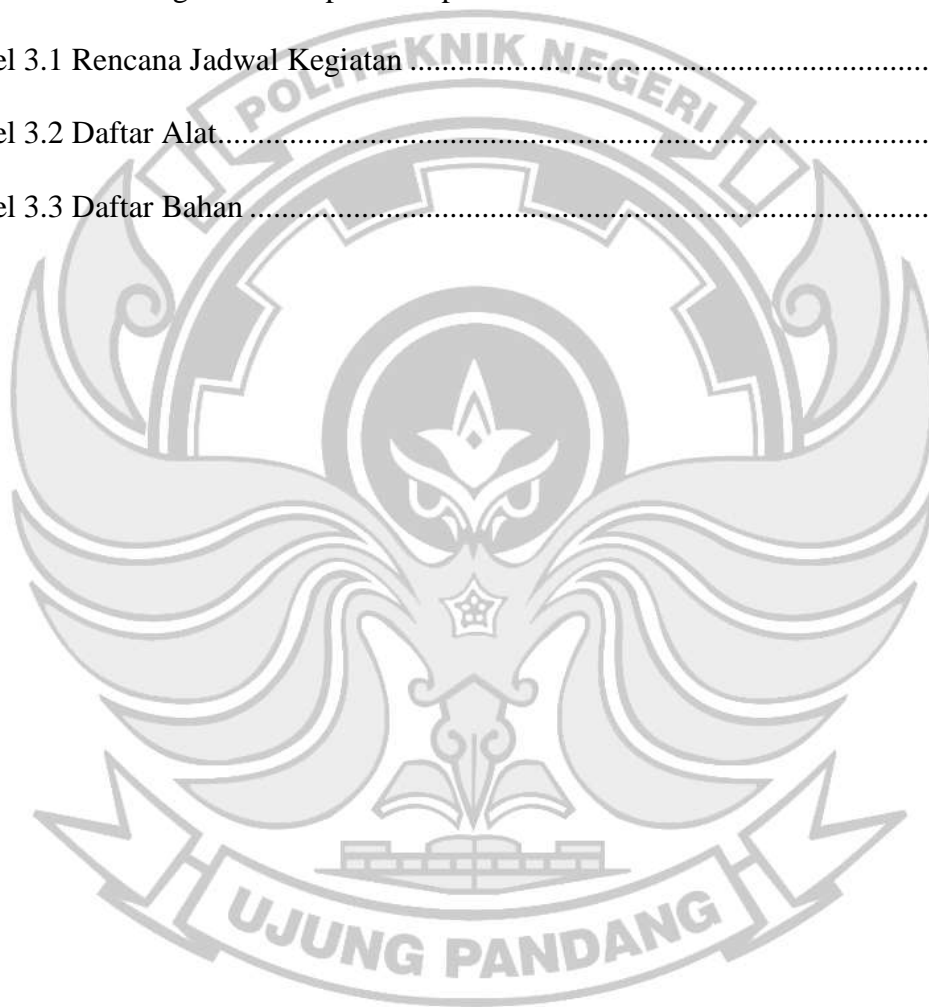 el 3.1 Rencana Jadwal Kegiatan ........................................................................
el 3.2 Daftar Alat..............................................................................................
el 3.3 Daftar Bahan ..........................................................................................
POLITEKNIK NEGERI
UJUNG PANDANG